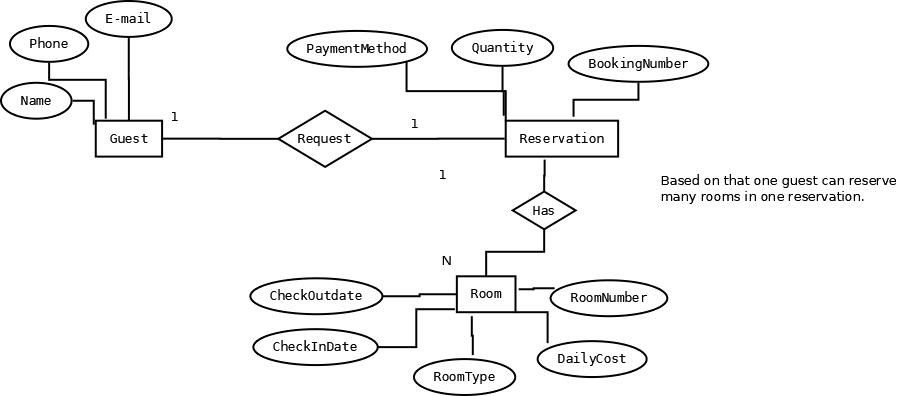 E-mail
Phone
PaymentMethod
Quantity
BookingNumber
Name
1
1
Guest
Request
Reservation
1
Based on that one guest can reserve
many rooms in one reservation.
Has
N
CheckOutdate
Room
RoomNumber
CheckInDate
DailyCost
RoomType